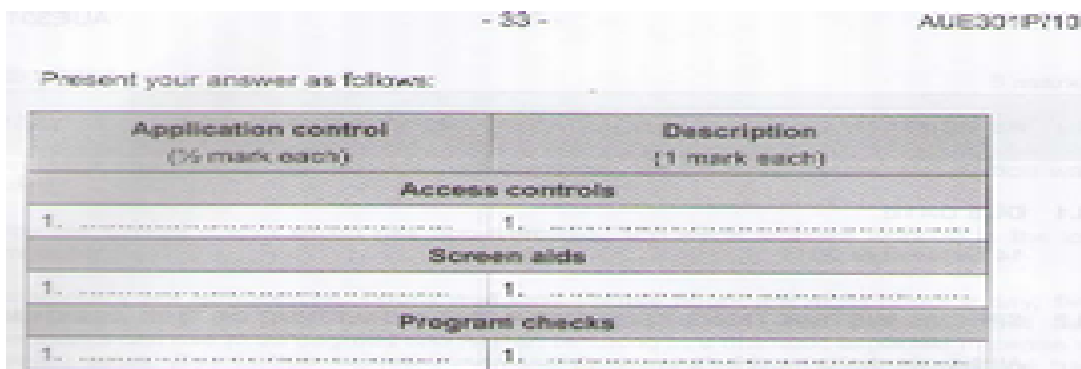 - 33 -
AUE301P/10
Present your answer as follows:
Application control
(½ mark each)
Description
(1 mark each)
Access controls
1. ........................................ 1. ........................................
Screen aids
1. ........................................ 1. ........................................
Program checks
1. ........................................ 1. ........................................